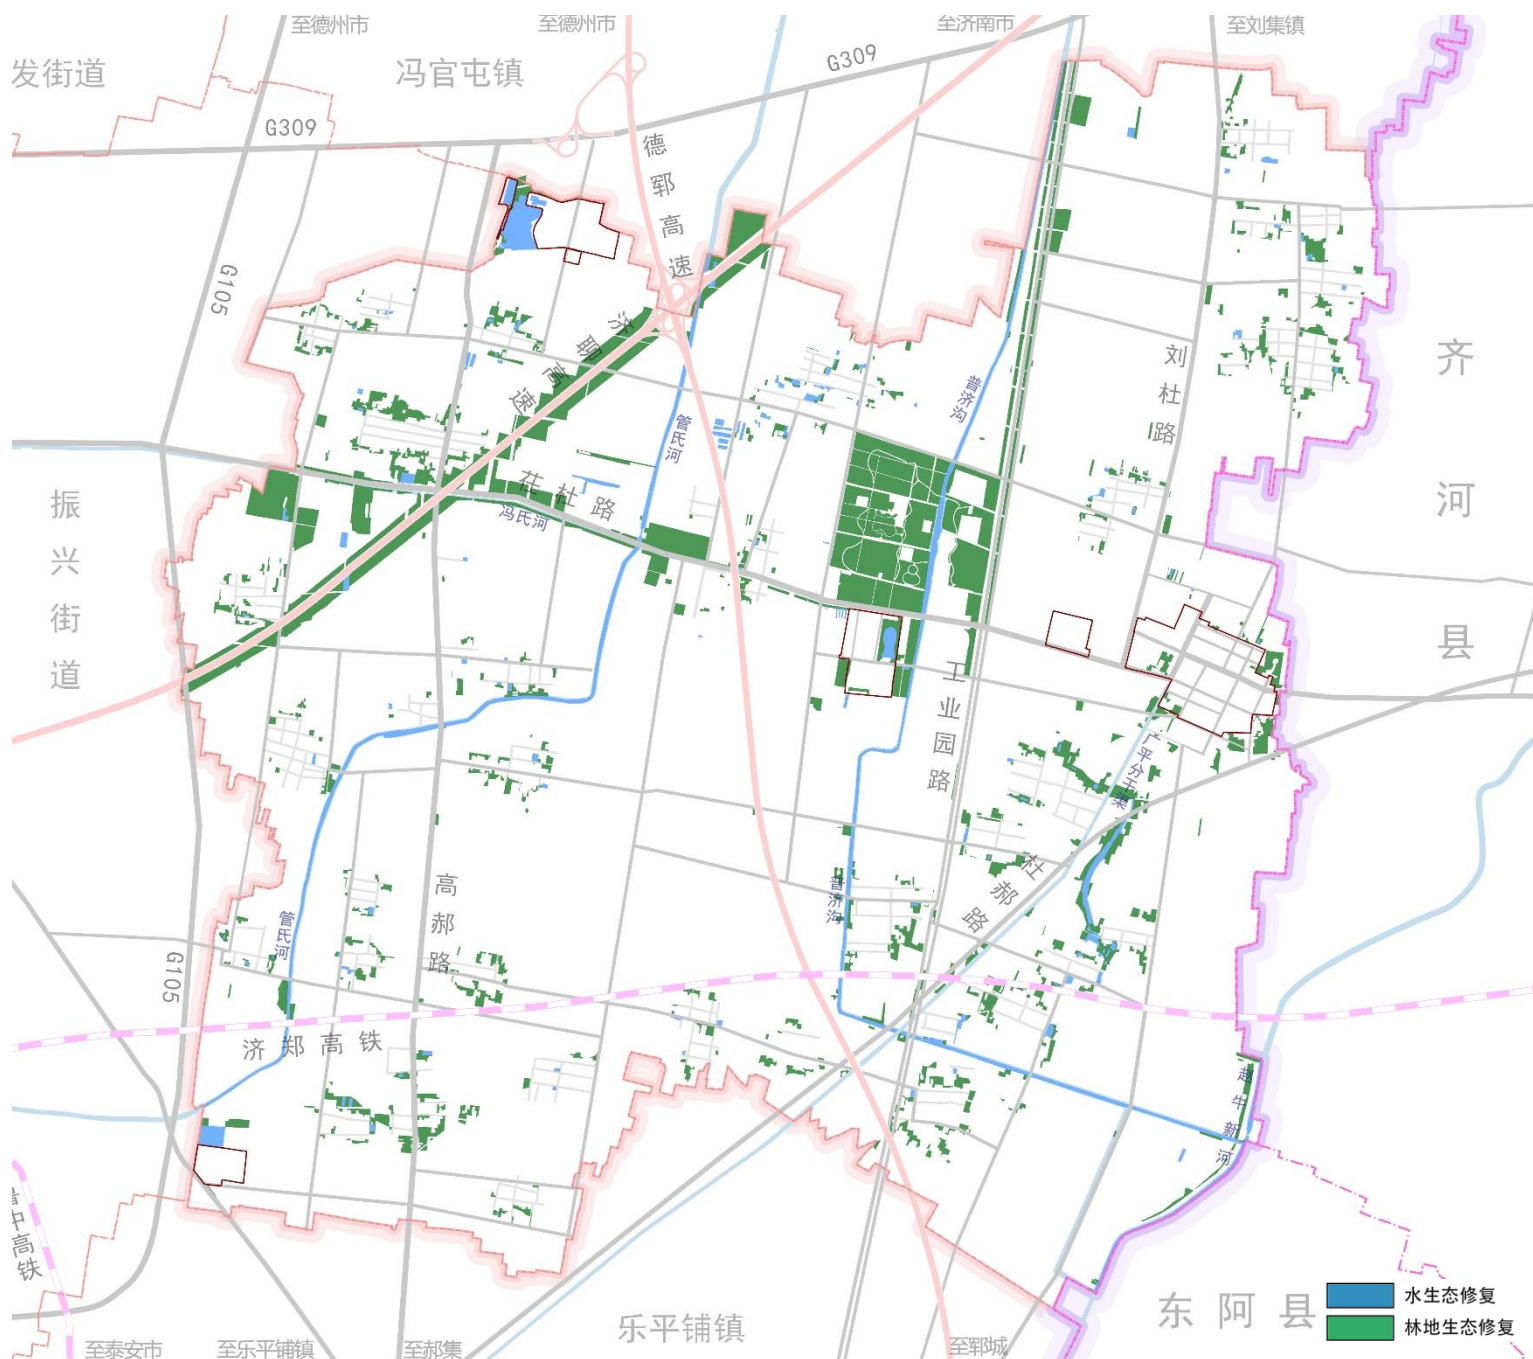 至德州市
至德州市
至济南市
至刘集镇
发街道
冯官屯镇
G309
G309
德郓高速
G105
济聊高速
刘杜路
齐河县
普济沟
管氏河
茌杜路
冯氏河
振兴街道
工业园路
广平分干渠
杜郝路
普济沟
高郝路
管氏河
G105
济郑高铁
赵牛新河
中高铁
乐平铺镇
东阿县
水生态修复
林地生态修复
至泰安市
至乐平铺镇
至郝集
至郓城